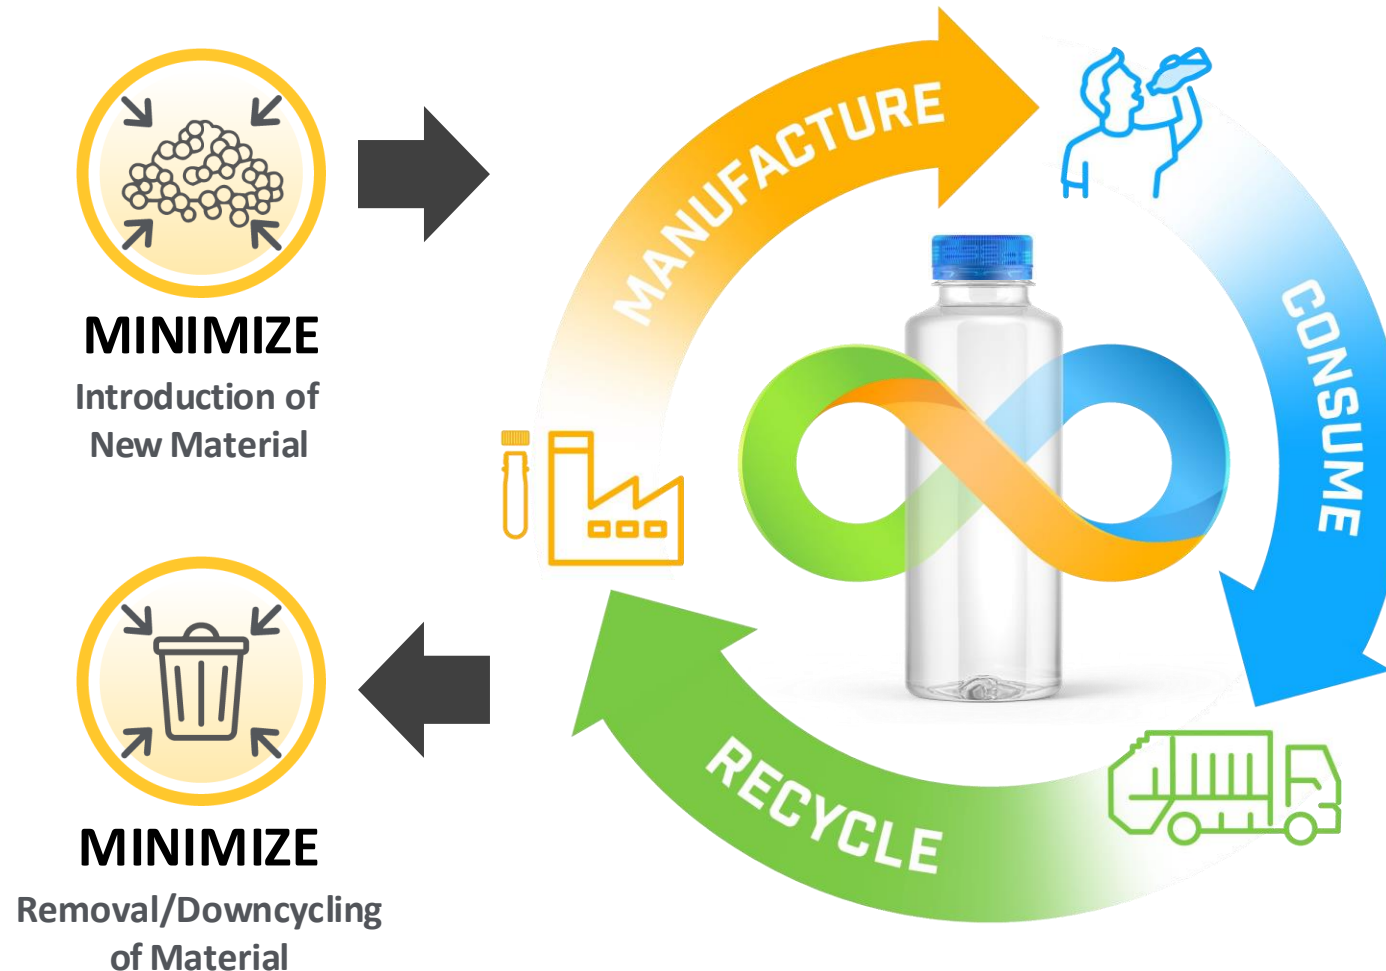 MINIMIZE
Introduction of
New Material
MINIMIZE
Removal/Downcycling
of Material
MANUFACTURE
CONSUME
RECYCLE